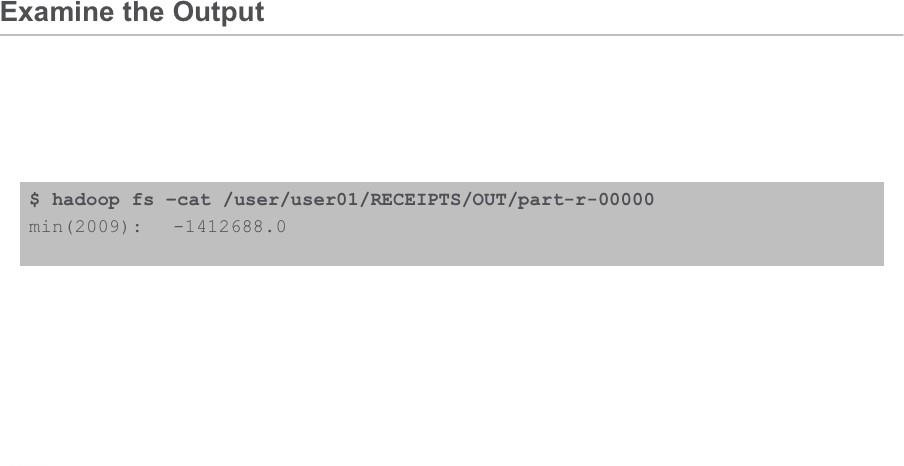 Examine the Output
$ hadoop fs –cat /user/user01/RECEIPTS/OUT/part-r-00000
min(2009):   -1412688.0